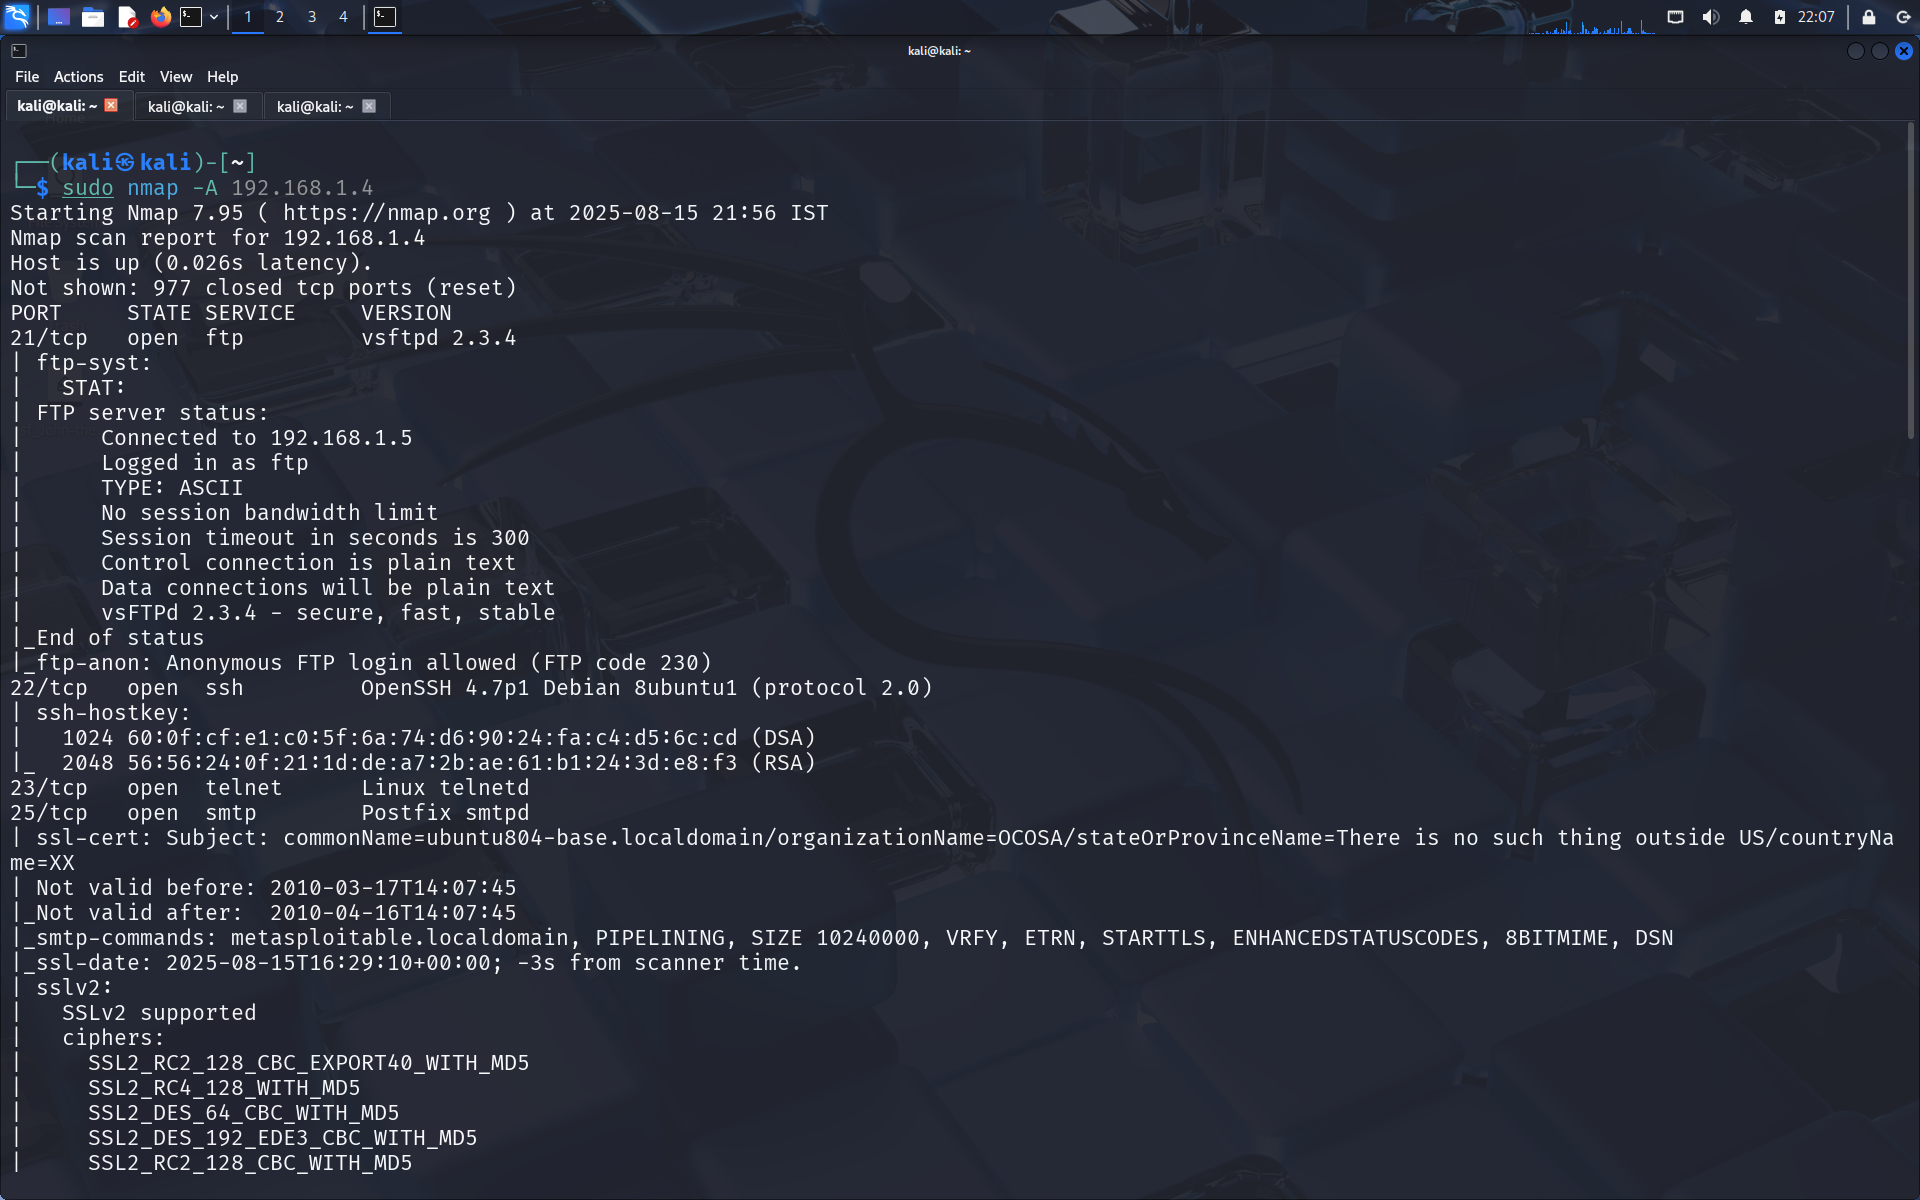 1 2 3 4 22:07
kali@kali: ~
File Actions Edit View Help
kali@kali: ~ kali@kali: ~ kali@kali: ~
Home
┌──(kali㉿kali)-[~]
└─$ sudo nmap -A 192.168.1.4
Starting Nmap 7.95 ( https://nmap.org ) at 2025-08-15 21:56 IST
Nmap scan report for 192.168.1.4
Host is up (0.026s latency).
Not shown: 977 closed tcp ports (reset)
PORT     STATE SERVICE     VERSION
21/tcp   open  ftp         vsftpd 2.3.4
| ftp-syst:
|   STAT:
| FTP server status:
|      Connected to 192.168.1.5
|      Logged in as ftp
|      TYPE: ASCII
|      No session bandwidth limit
|      Session timeout in seconds is 300
|      Control connection is plain text
|      Data connections will be plain text
|      vsFTPd 2.3.4 - secure, fast, stable
|_End of status
|_ftp-anon: Anonymous FTP login allowed (FTP code 230)
22/tcp   open  ssh         OpenSSH 4.7p1 Debian 8ubuntu1 (protocol 2.0)
| ssh-hostkey:
|   1024 60:0f:cf:e1:c0:5f:6a:74:d6:90:24:fa:c4:d5:6c:cd (DSA)
|_  2048 56:56:24:0f:21:1d:de:a7:2b:ae:61:b1:24:3d:e8:f3 (RSA)
23/tcp   open  telnet      Linux telnetd
25/tcp   open  smtp        Postfix smtpd
| ssl-cert: Subject: commonName=ubuntu804-base.localdomain/organizationName=OCOSA/stateOrProvinceName=There is no such thing outside US/countryNa
me=XX
| Not valid before: 2010-03-17T14:07:45
|_Not valid after:  2010-04-16T14:07:45
|_smtp-commands: metasploitable.localdomain, PIPELINING, SIZE 10240000, VRFY, ETRN, STARTTLS, ENHANCEDSTATUSCODES, 8BITMIME, DSN
|_ssl-date: 2025-08-15T16:29:10+00:00; -3s from scanner time.
| sslv2:
|   SSLv2 supported
|   ciphers:
|     SSL2_RC2_128_CBC_EXPORT40_WITH_MD5
|     SSL2_RC4_128_WITH_MD5
|     SSL2_DES_64_CBC_WITH_MD5
|     SSL2_DES_192_EDE3_CBC_WITH_MD5
|     SSL2_RC2_128_CBC_WITH_MD5